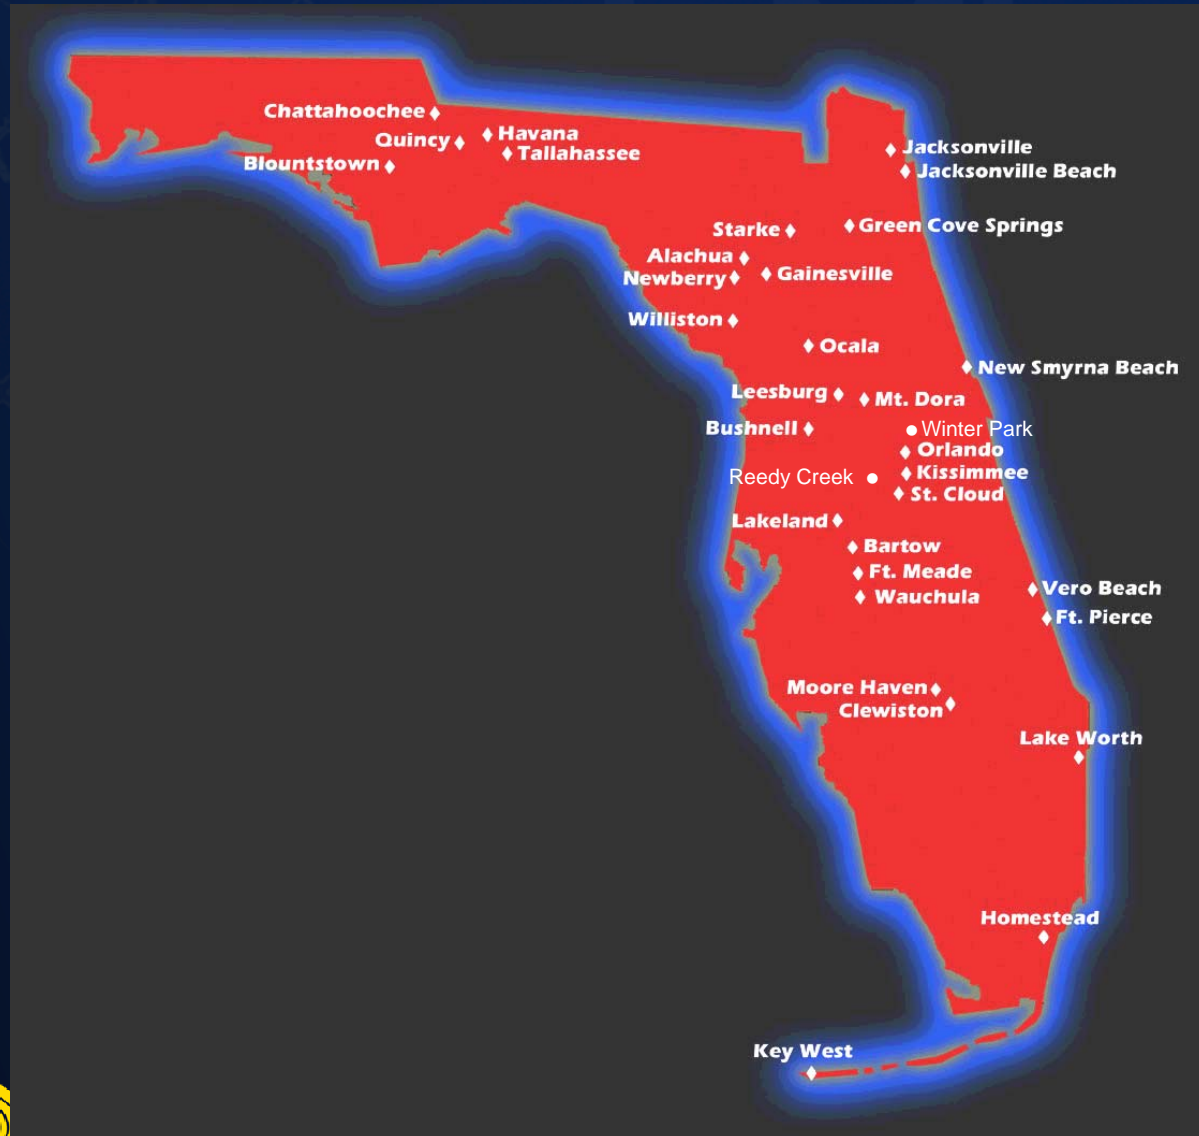 Chattahoochee
Havana
Quincy
Tallahassee
Blountstown
Jacksonville
Jacksonville Beach
Starke
Green Cove Springs
Alachua
Newberry
Gainesville
Williston
Ocala
New Smyrna Beach
Leesburg
Mt. Dora
Bushnell
Winter Park
Orlando
Reedy Creek
Kissimmee
St. Cloud
Lakeland
Bartow
Ft. Meade
Wauchula
Vero Beach
Ft. Pierce
Moore Haven
Clewiston
Lake Worth
Homestead
Key West